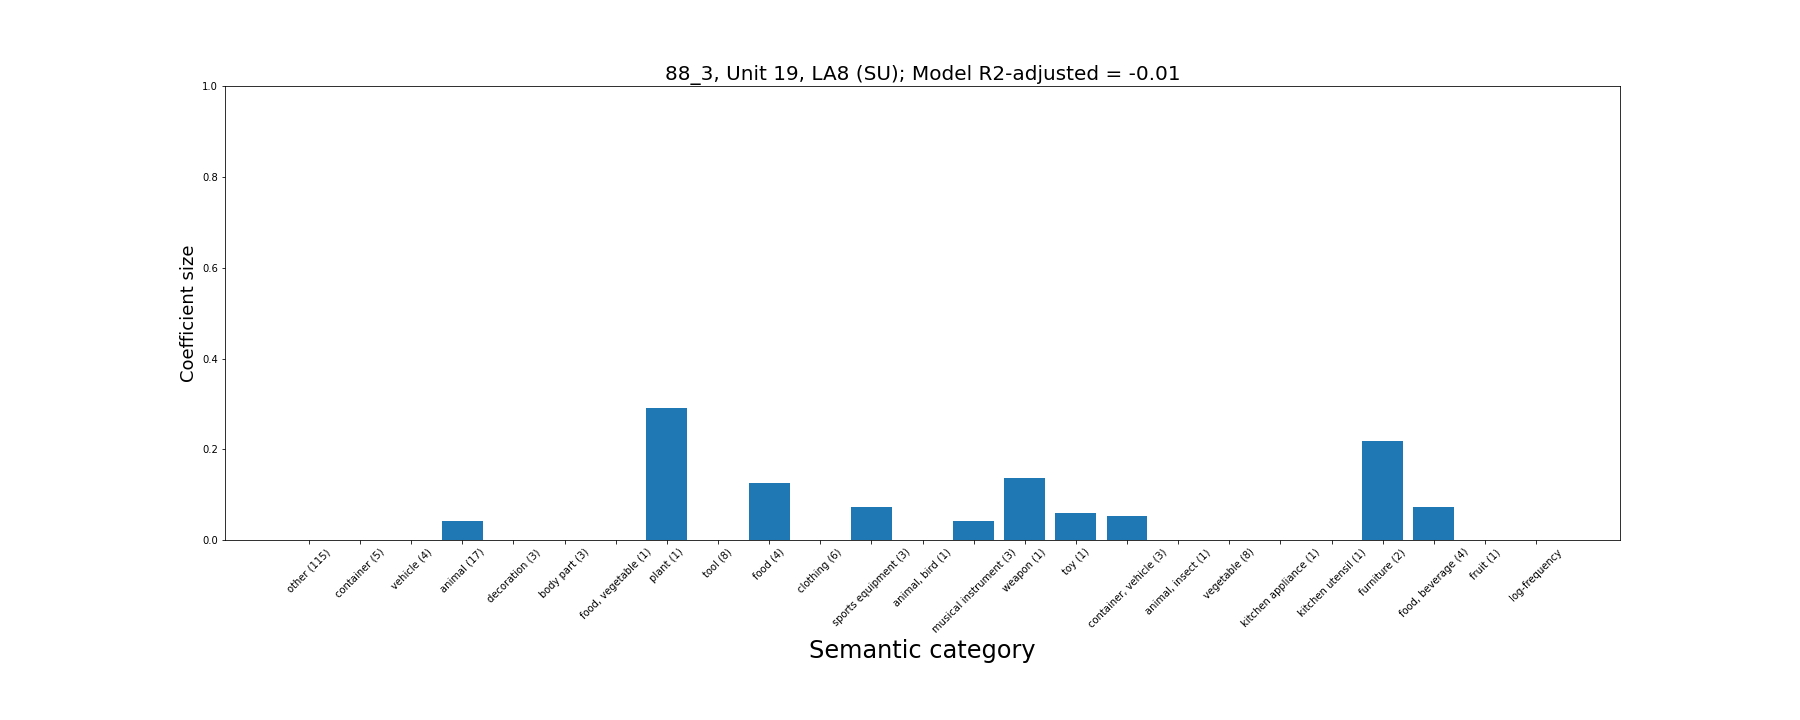 88_3, Unit 19, LA8 (SU); Model R2-adjusted = -0.01
Coefficient size
1.0
0.8
0.6
0.4
0.2
0.0
other (115)
container (5)
vehicle (4)
animal (17)
decoration (3)
body part (3)
food, vegetable (1)
plant (1)
tool (8)
food (4)
clothing (6)
sports equipment (3)
animal, bird (1)
musical instrument (3)
weapon (1)
toy (1)
container, vehicle (3)
animal, insect (1)
vegetable (8)
kitchen appliance (1)
kitchen utensil (1)
furniture (2)
food, beverage (4)
fruit (1)
log-frequency
Semantic category